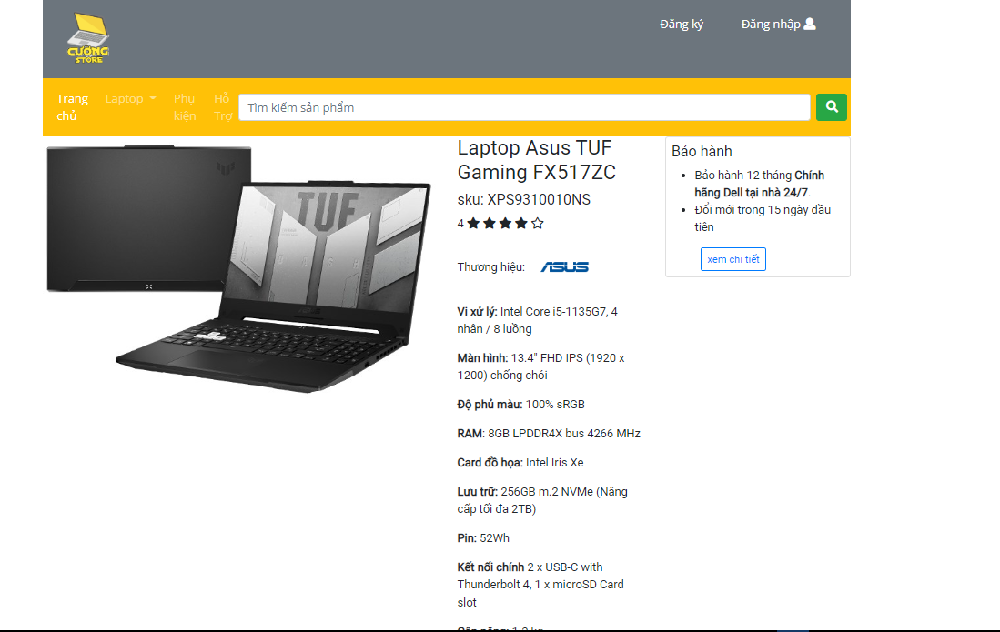 CƯỜNG
STORE
Đăng ký
Đăng nhập
Trang
chủ
Laptop
Phụ
kiện
Hỗ
Trợ
Tìm kiếm sản phẩm
TUF
Laptop Asus TUF
Gaming FX517ZC
sku: XPS9310010NS
4
Thương hiệu:
ASUS
Vi xử lý: Intel Core i5-1135G7, 4
nhân / 8 luồng
Màn hình: 13.4" FHD IPS (1920 x
1200) chống chói
Độ phủ màu: 100% sRGB
RAM: 8GB LPDDR4X bus 4266 MHz
Card đồ họa: Intel Iris Xe
Lưu trữ: 256GB m.2 NVMe (Nâng
cấp tối đa 2TB)
Pin: 52Wh
Kết nối chính 2 x USB-C with
Thunderbolt 4, 1 x microSD Card
slot
Bảo hành
Bảo hành 12 tháng Chính
hãng Dell tại nhà 24/7.
Đổi mới trong 15 ngày đầu
tiên
xem chi tiết